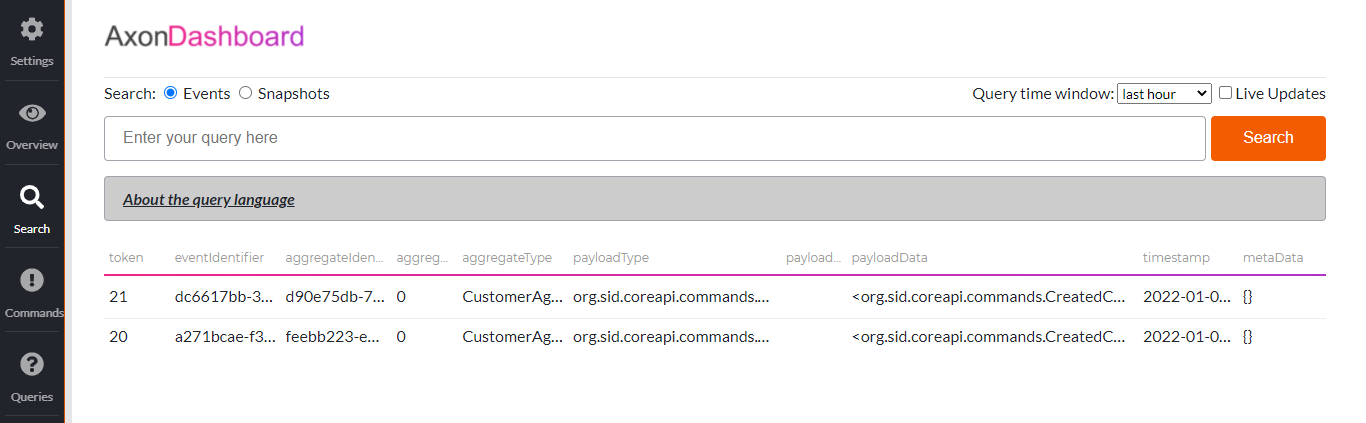 AxonDashboard
Settings
Overview
Search
Commands
Queries
Search: Events Snapshots
Query time window: last hour Live Updates
Enter your query here
Search
About the query language
token eventIdentifier aggregateIden... aggreg... aggregateType payloadType payload... payloadData timestamp metaData
21 dc6617bb-3... d90e75db-7... 0 CustomerAg... org.sid.coreapi.commands.... <org.sid.coreapi.commands.CreatedC... 2022-01-0... {}
20 a271bcae-f3... feebb223-e... 0 CustomerAg... org.sid.coreapi.commands.... <org.sid.coreapi.commands.CreatedC... 2022-01-0... {}